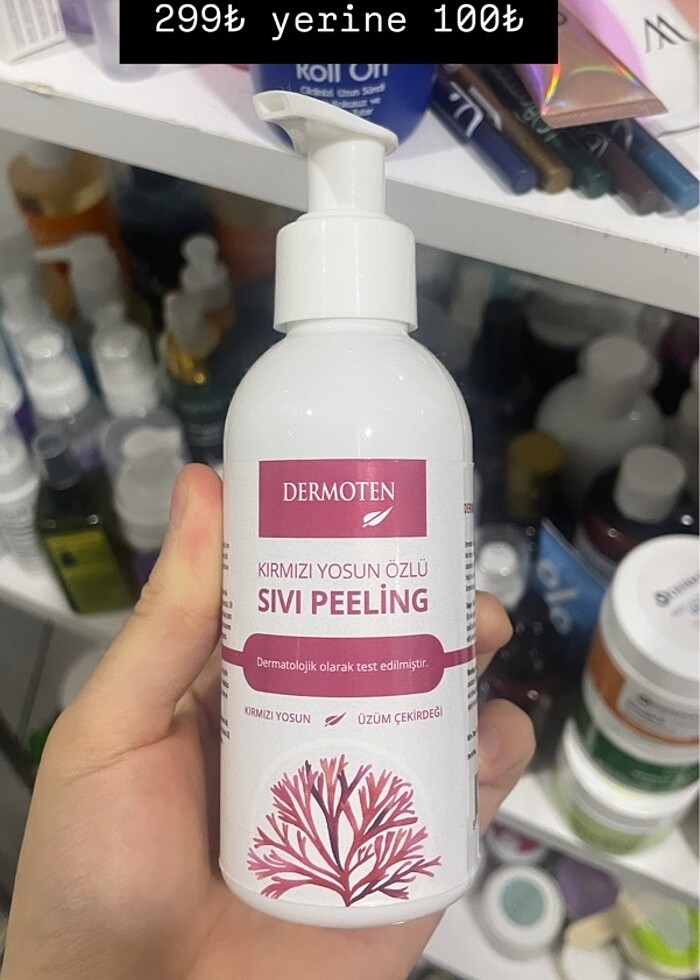 299₺ yerine 100₺
Roll On
DERMOTEN
KIRMIZI YOSUN ÖZLÜ
SIVI PEELİNG
Dermatolojik olarak test edilmiştir.
KIRMIZI YOSUN
ÜZÜM ÇEKİRDEĞİ